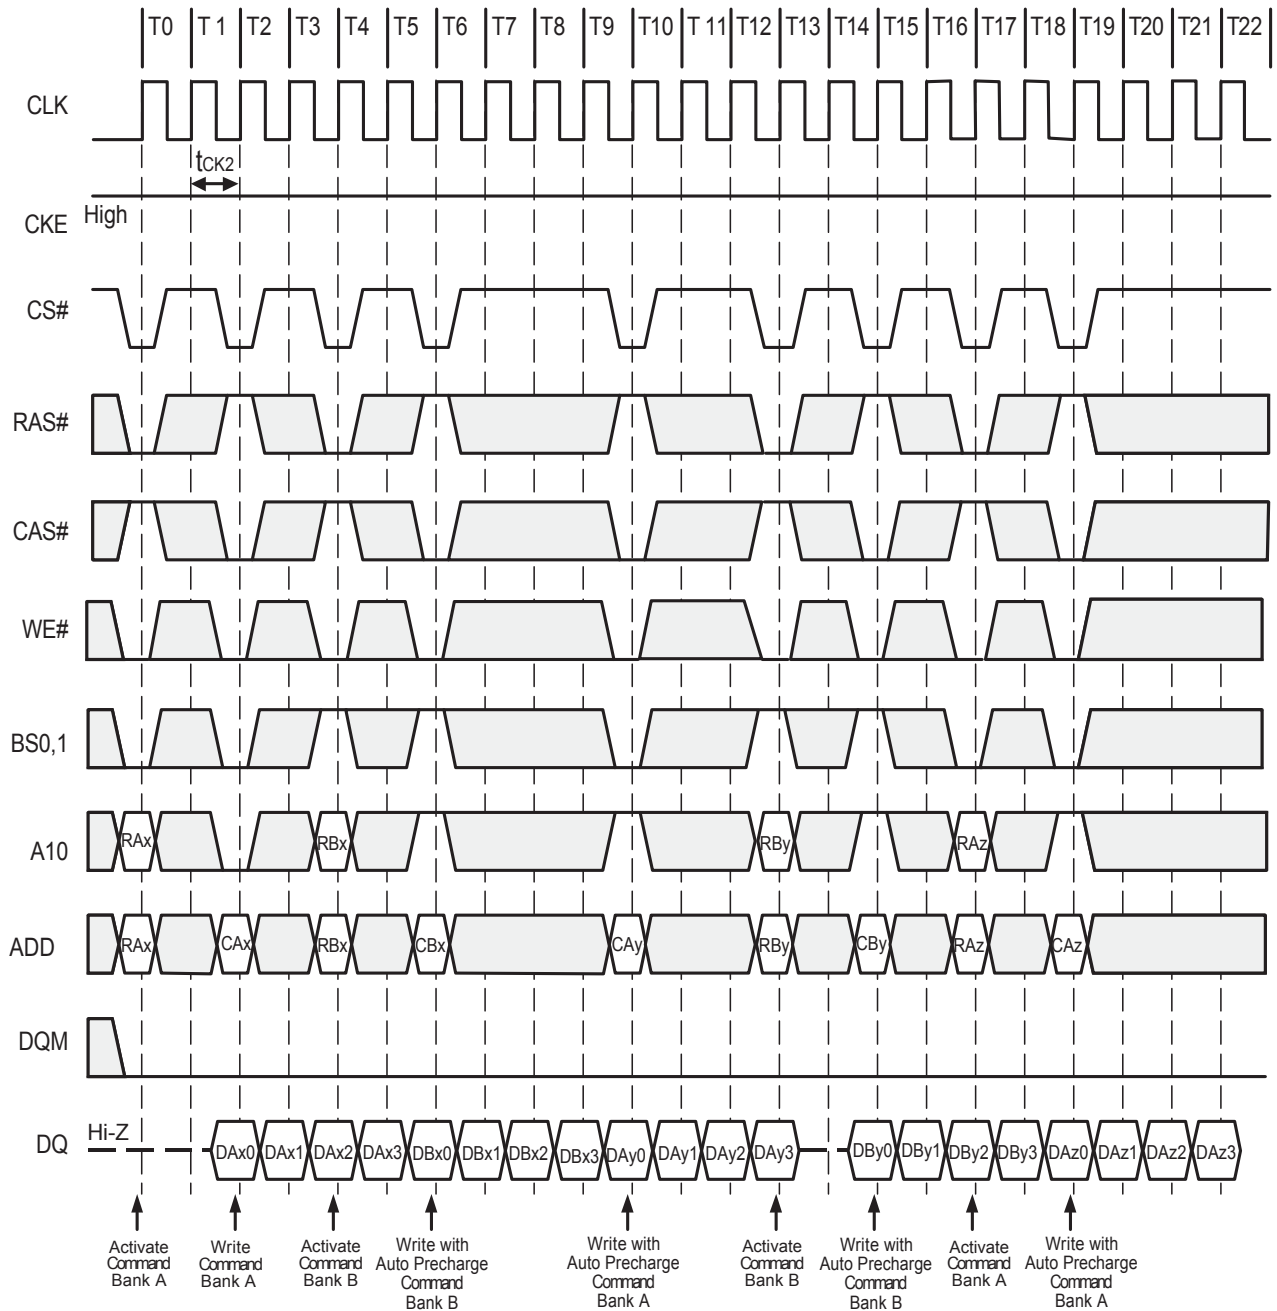 T0 T 1 T2 T3 T4 T5 T6 T7 T8 T9 T10 T 11 T12 T13 T14 T15 T16 T17 T18 T19 T20 T21 T22
CLK
tCK2
CKE High
CS#
RAS#
CAS#
WE#
BS0,1
A10 RAx RBx RBy RAz
ADD RAx CAx RBx CBx CAy RBy CBy RAz CAz
DQM
DQ Hi-Z DAx0 DAx1 DAx2 DAx3 DBx0 DBx1 DBx2 DBx3 DAy0 DAy1 DAy2 DAy3 DBy0 DBy1 DBy2 DBy3 DAz0 DAz1 DAz2 DAz3
Activate
Command
Bank A
Write
Command
Bank A
Activate
Command
Bank B
Write with
Auto Precharge
Command
Bank B
Write with
Auto Precharge
Command
Bank A
Activate
Command
Bank B
Write with
Auto Precharge
Command
Bank B
Activate
Command
Bank A
Write with
Auto Precharge
Command
Bank A